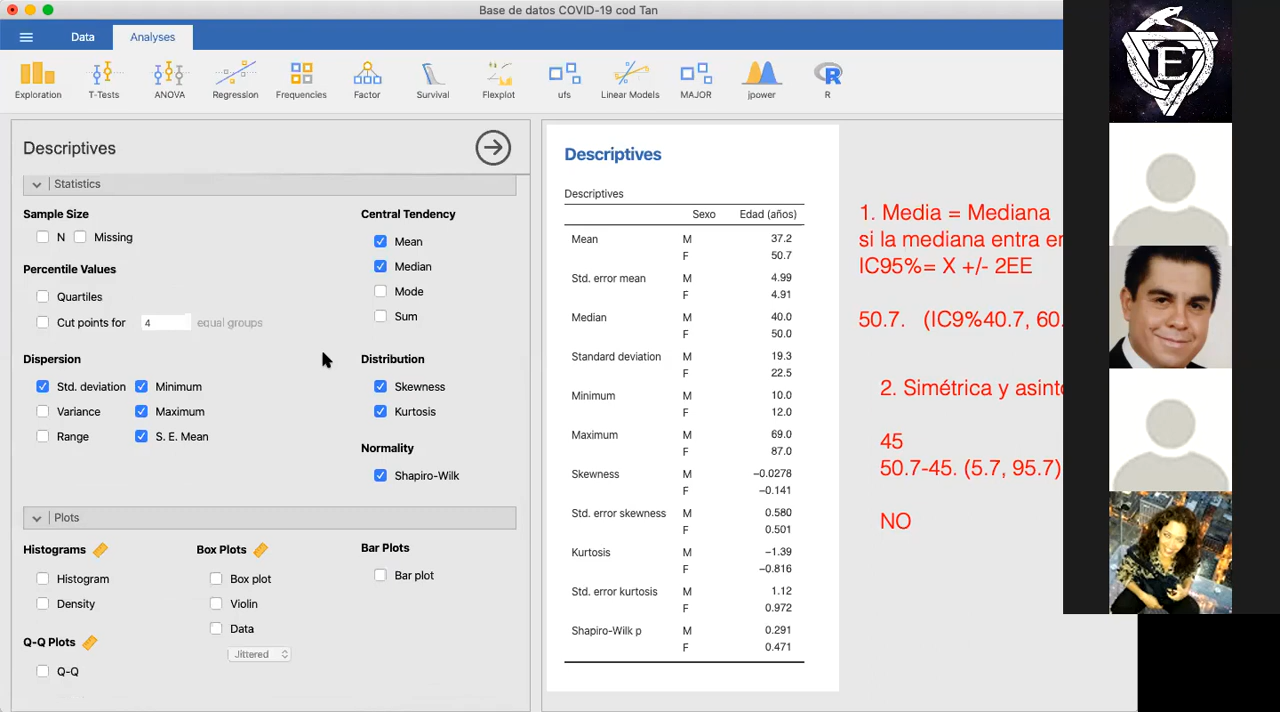 Base de datos COVID-19 cod Tan
Data
Analyses
Exploration
T-Tests
ANOVA
Regression
Frequencies
Factor
Survival
Flexplot
ufs
Linear Models
MAJOR
jpower
R
Descriptives
Statistics
Sample Size
N
Missing
Percentile Values
Quartiles
Cut points for 4 equal groups
Dispersion
Std. deviation
Minimum
Variance
Maximum
Range
S. E. Mean
Central Tendency
Mean
Median
Mode
Sum
Distribution
Skewness
Kurtosis
Normality
Shapiro-Wilk
Plots
Histograms
Histogram
Density
Q-Q Plots
Q-Q
Box Plots
Box plot
Violin
Data
Jittered
Bar Plots
Bar plot
Descriptives
Descriptives
Sexo Edad (años)
Mean M 37.2
F 50.7
Std. error mean M 4.99
F 4.91
Median M 40.0
F 50.0
Standard deviation M 19.3
F 22.5
Minimum M 10.0
F 12.0
Maximum M 69.0
F 87.0
Skewness M −0.0278
F −0.141
Std. error skewness M 0.580
F 0.501
Kurtosis M −1.39
F −0.816
Std. error kurtosis M 1.12
F 0.972
Shapiro-Wilk p M 0.291
F 0.471
1. Media = Mediana
si la mediana entra
IC95%= X +/- 2EE
50.7. (IC9%40.7, 60.
2. Simétrica y
45
50.7-45. (5.7, 95.7)
NO
E